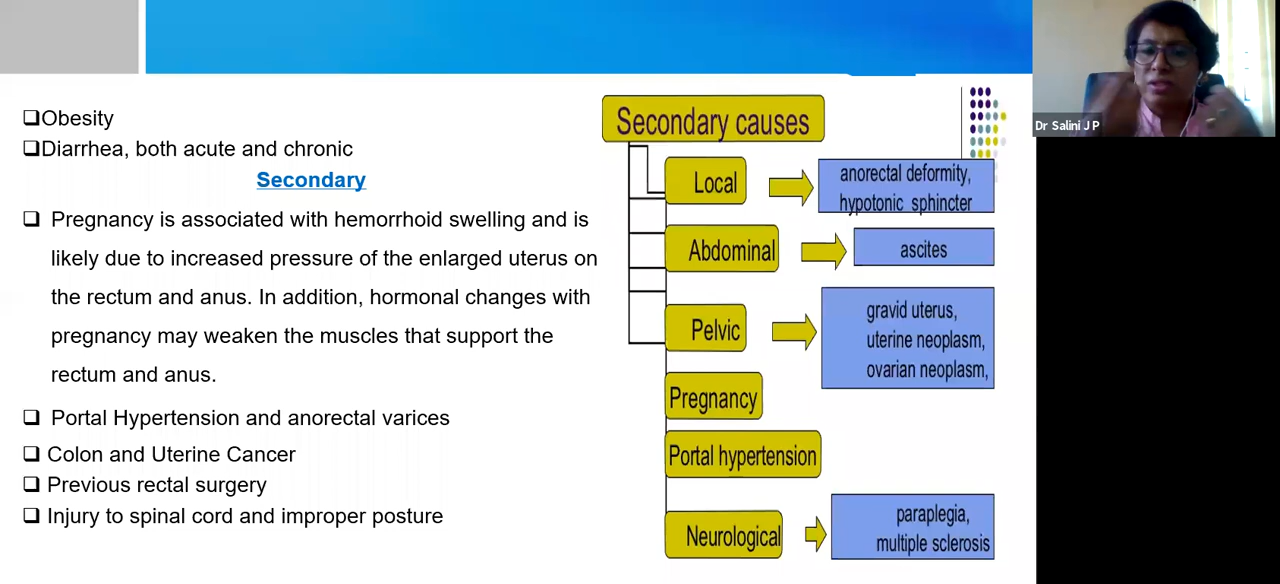 ❑Obesity
❑Diarrhea, both acute and chronic
Secondary
❑ Pregnancy is associated with hemorrhoid swelling and is
likely due to increased pressure of the enlarged uterus on
the rectum and anus. In addition, hormonal changes with
pregnancy may weaken the muscles that support the
rectum and anus.
❑ Portal Hypertension and anorectal varices
❑ Colon and Uterine Cancer
❑ Previous rectal surgery
❑ Injury to spinal cord and improper posture
Secondary causes
Local
anorectal deformity,
hypotonic sphincter
Abdominal
ascites
Pelvic
gravid uterus,
uterine neoplasm,
ovarian neoplasm,
Pregnancy
Portal hypertension
Neurological
paraplegia,
multiple sclerosis
Dr Salini J P